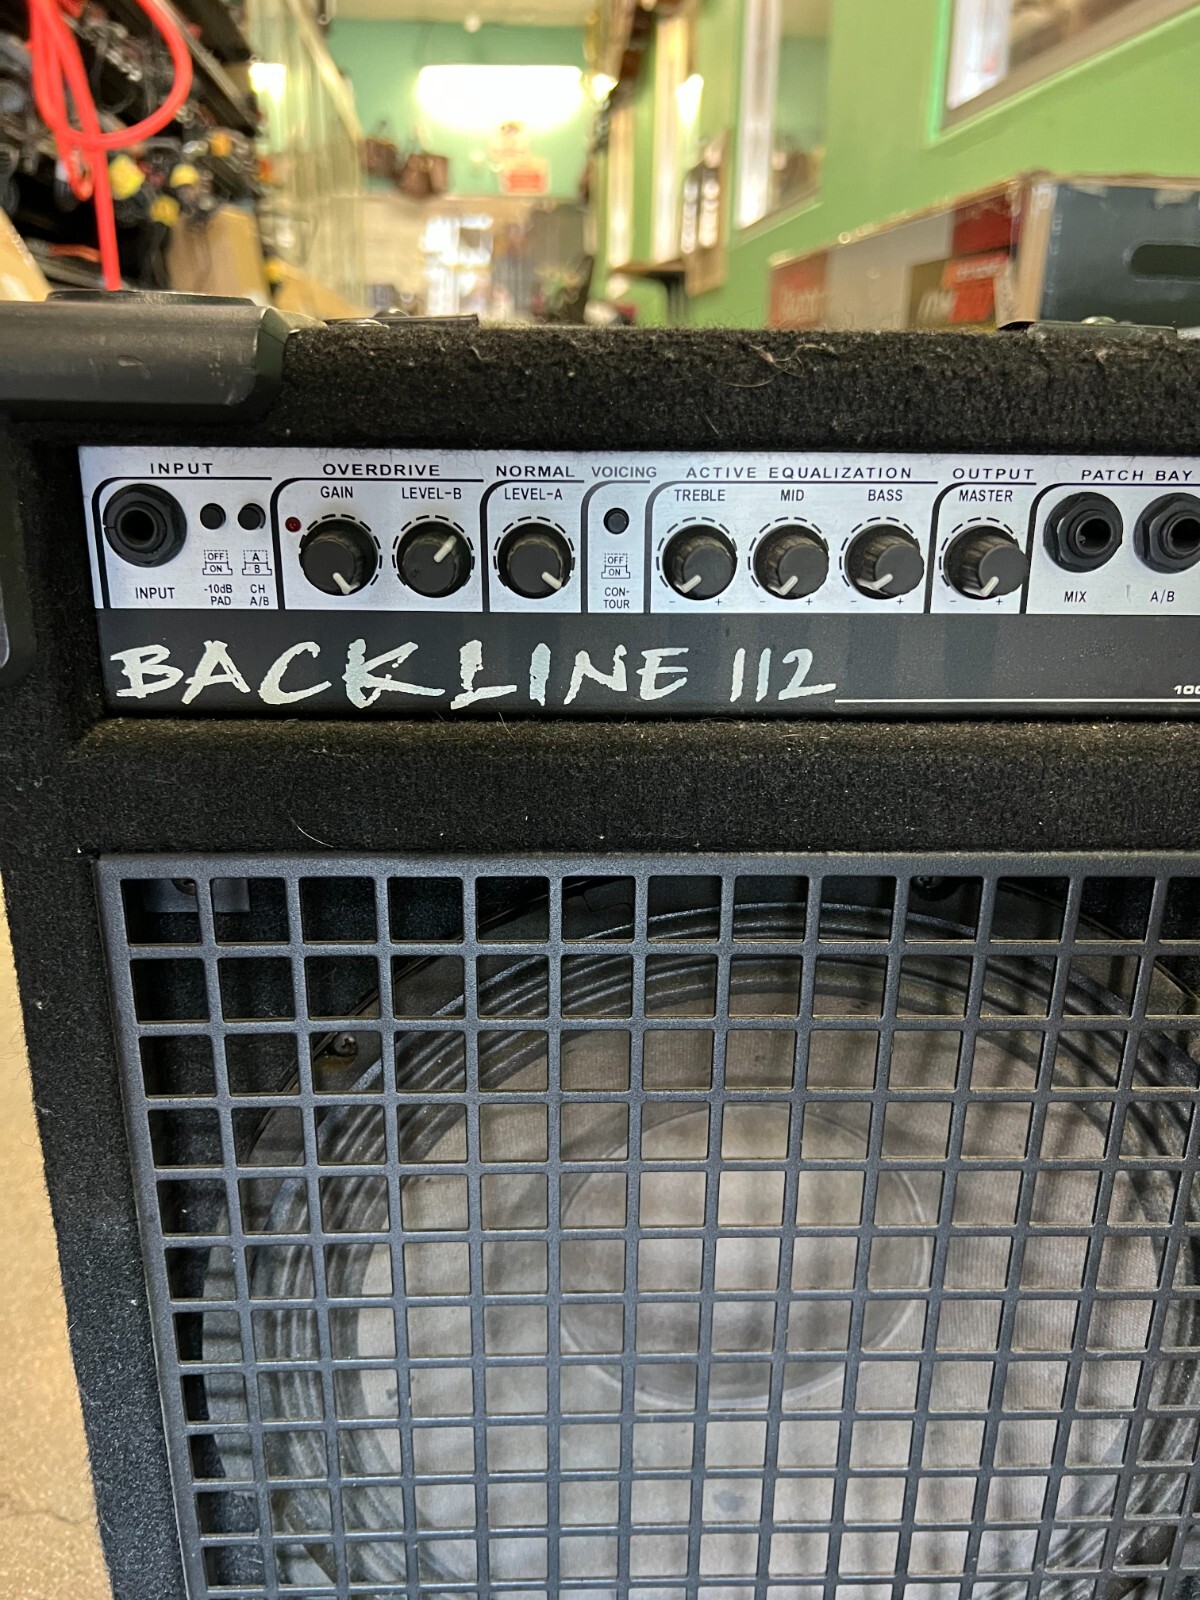 INPUT OVERDRIVE NORMAL VOICING ACTIVE EQUALIZATION OUTPUT PATCH BAY
GAIN LEVEL-B LEVEL-A TREBLE MID BASS MASTER
OFF A OFF
ON B ON
INPUT -10dB CH CON- - + - + - + - + MIX A/B
PAD A/B TOUR
BACKLINE 112
100